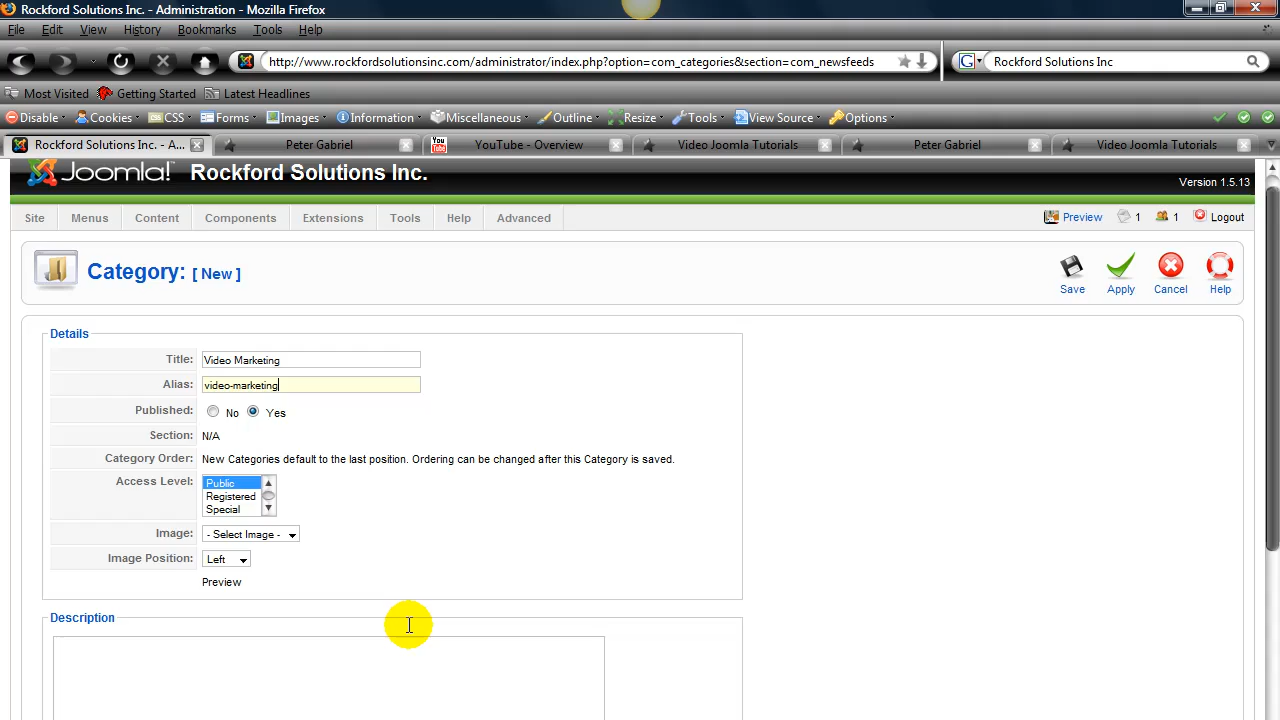 Rockford Solutions Inc. - Administration - Mozilla Firefox
File Edit View History Bookmarks Tools Help
http://www.rockfordsolutionsinc.com/administrator/index.php?option=com_categories&section=com_newsfeeds G Rockford Solutions Inc
Most Visited Getting Started Latest Headlines
Disable Cookies CSS Forms Images Information Miscellaneous Outline Resize Tools View Source Options
Rockford Solutions Inc. - A... Peter Gabriel YouTube - Overview Video Joomla Tutorials Peter Gabriel Video Joomla Tutorials
Joomla! Rockford Solutions Inc.
Version 1.5.13
Site Menus Content Components Extensions Tools Help Advanced Preview 1 1 Logout
Category: [ New ]
Save Apply Cancel Help
Details
Title: Video Marketing
Alias: video-marketing
Published: No Yes
Section: N/A
Category Order: New Categories default to the last position. Ordering can be changed after this Category is saved.
Access Level: Public
Registered
Special
Image: - Select Image -
Image Position: Left
Preview
Description